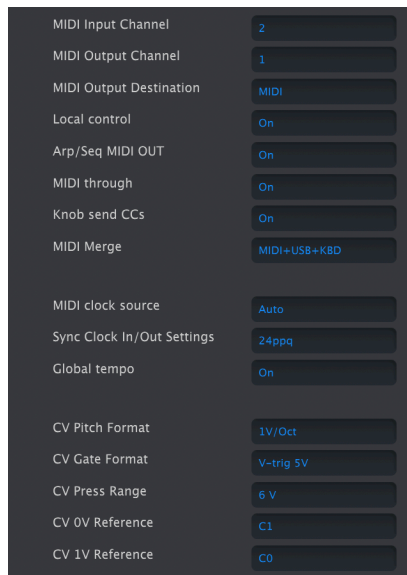 MIDI Input Channel 2
MIDI Output Channel 1
MIDI Output Destination MIDI
Local control On
Arp/Seq MIDI OUT On
MIDI through On
Knob send CCs On
MIDI Merge MIDI+USB+KBD
MIDI clock source Auto
Sync Clock In/Out Settings 24ppq
Global tempo On
CV Pitch Format 1V/Oct
CV Gate Format V-trig 5V
CV Press Range 6 V
CV 0V Reference C1
CV 1V Reference C0